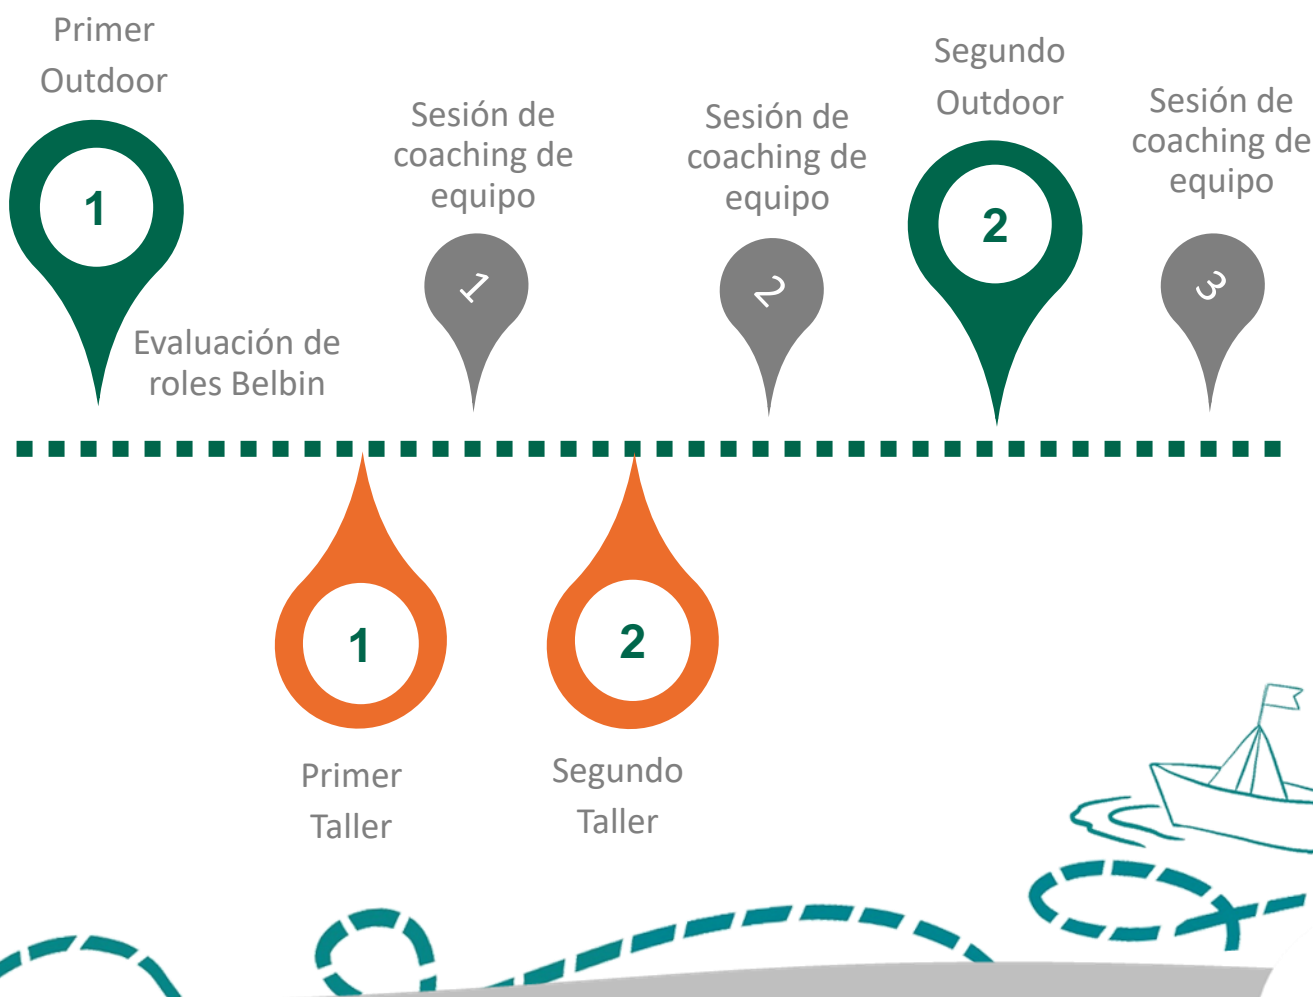 Primer
Outdoor
1
Evaluación de
roles Belbin
Sesión de
coaching de
equipo
1
Sesión de
coaching de
equipo
2
Segundo
Outdoor
2
Sesión de
coaching de
equipo
3
1
Primer
Taller
2
Segundo
Taller